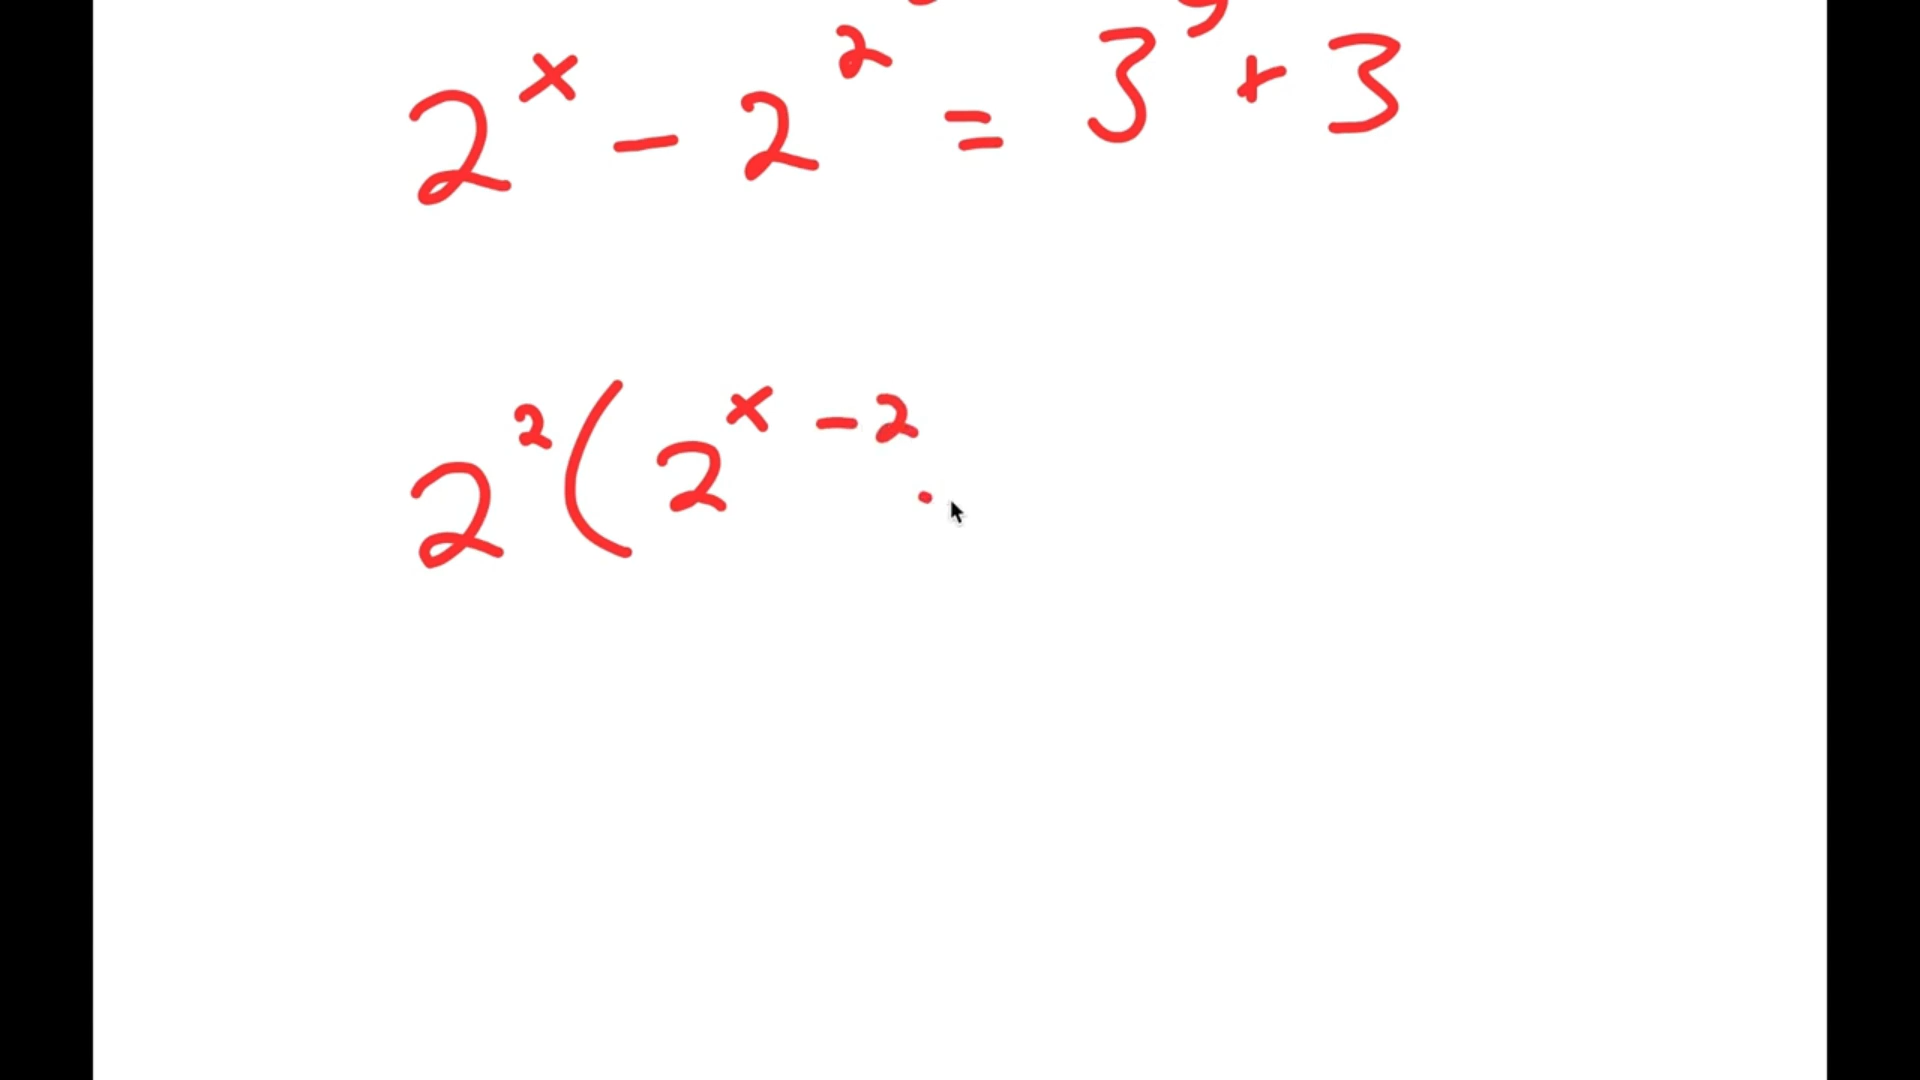 2^x - 2^2 = 3^y + 3
2^2 ( 2^{x - 2} .